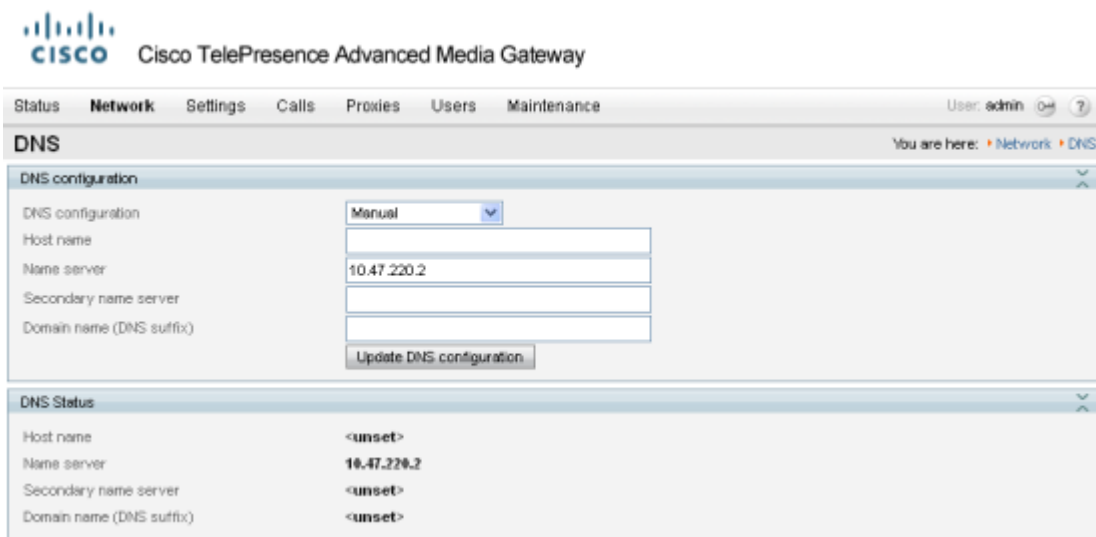 CISCO Cisco TelePresence Advanced Media Gateway
Status Network Settings Calls Proxies Users Maintenance User: admin ?
DNS You are here: Network DNS
DNS configuration
DNS configuration Manual
Host name
Name server 10.47.220.2
Secondary name server
Domain name (DNS suffix)
Update DNS configuration
DNS Status
Host name <unset>
Name server 10.47.220.2
Secondary name server <unset>
Domain name (DNS suffix) <unset>